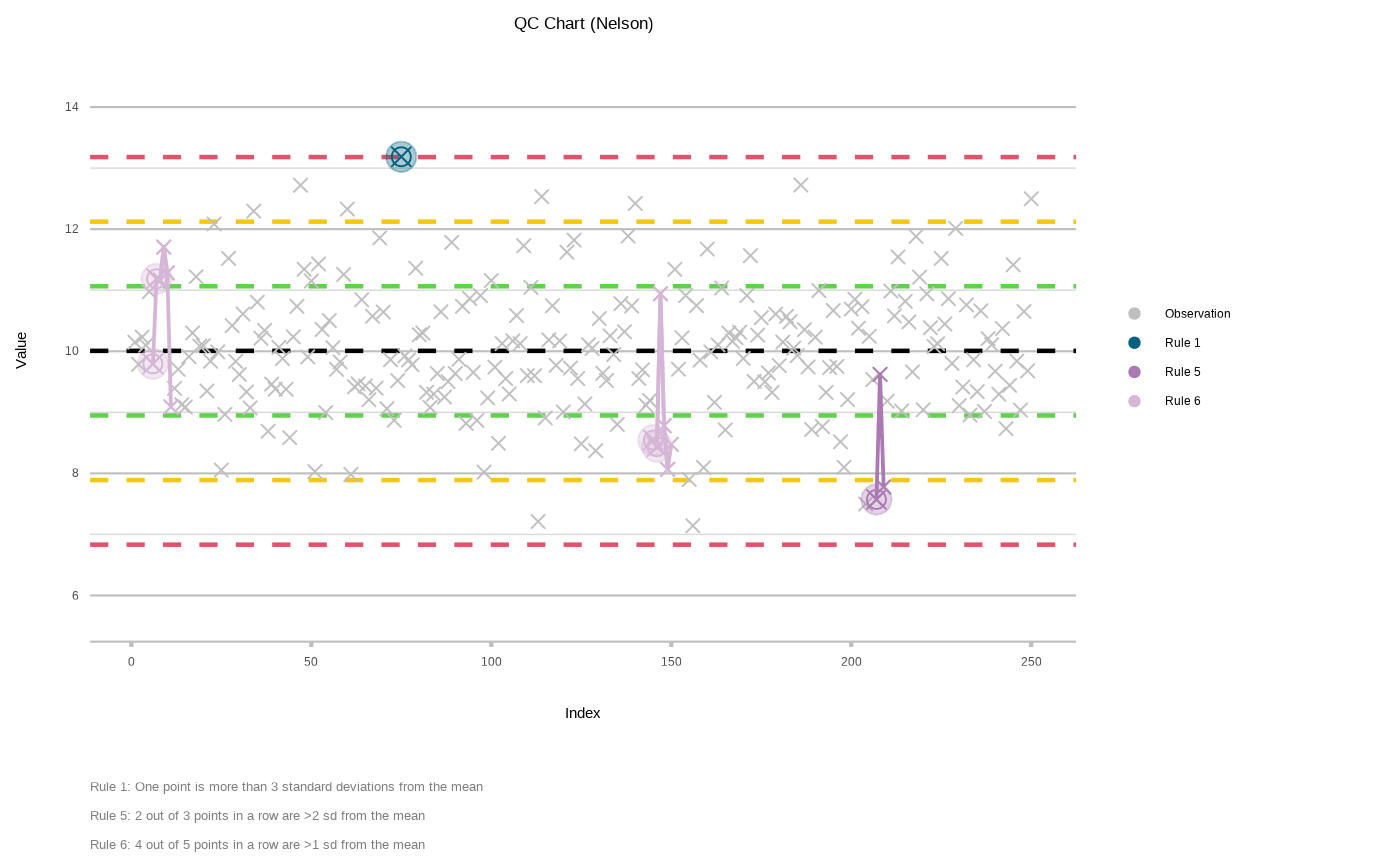 QC Chart (Nelson)
14
12
10
8
6
Value
0 50 100 150 200 250
Index
Observation
Rule 1
Rule 5
Rule 6
Rule 1: One point is more than 3 standard deviations from the mean
Rule 5: 2 out of 3 points in a row are >2 sd from the mean
Rule 6: 4 out of 5 points in a row are >1 sd from the mean